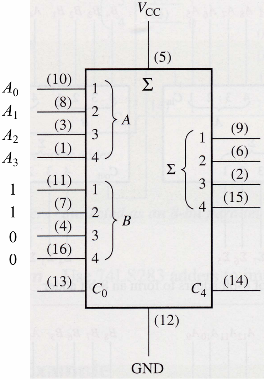 V_CC
(5)
Σ
A₀ (10) 1
A₁ (8) 2
A₂ (3) 3
A₃ (1) 4
A
1 (11) 1
1 (7) 2
0 (4) 3
0 (16) 4
B
(13) C₀
Σ
1 (9)
2 (6)
3 (2)
4 (15)
C₄ (14)
(12)
GND